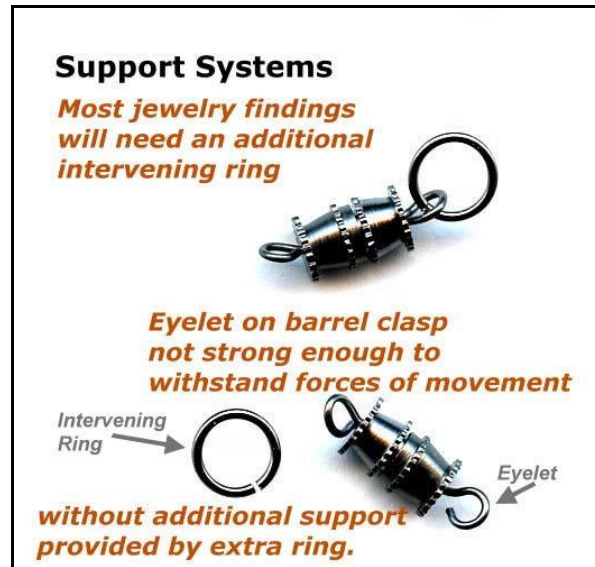 Support Systems
Most jewelry findings
will need an additional
intervening ring
Eyelet on barrel clasp
not strong enough to
withstand forces of movement
Intervening
Ring
Eyelet
without additional support
provided by extra ring.